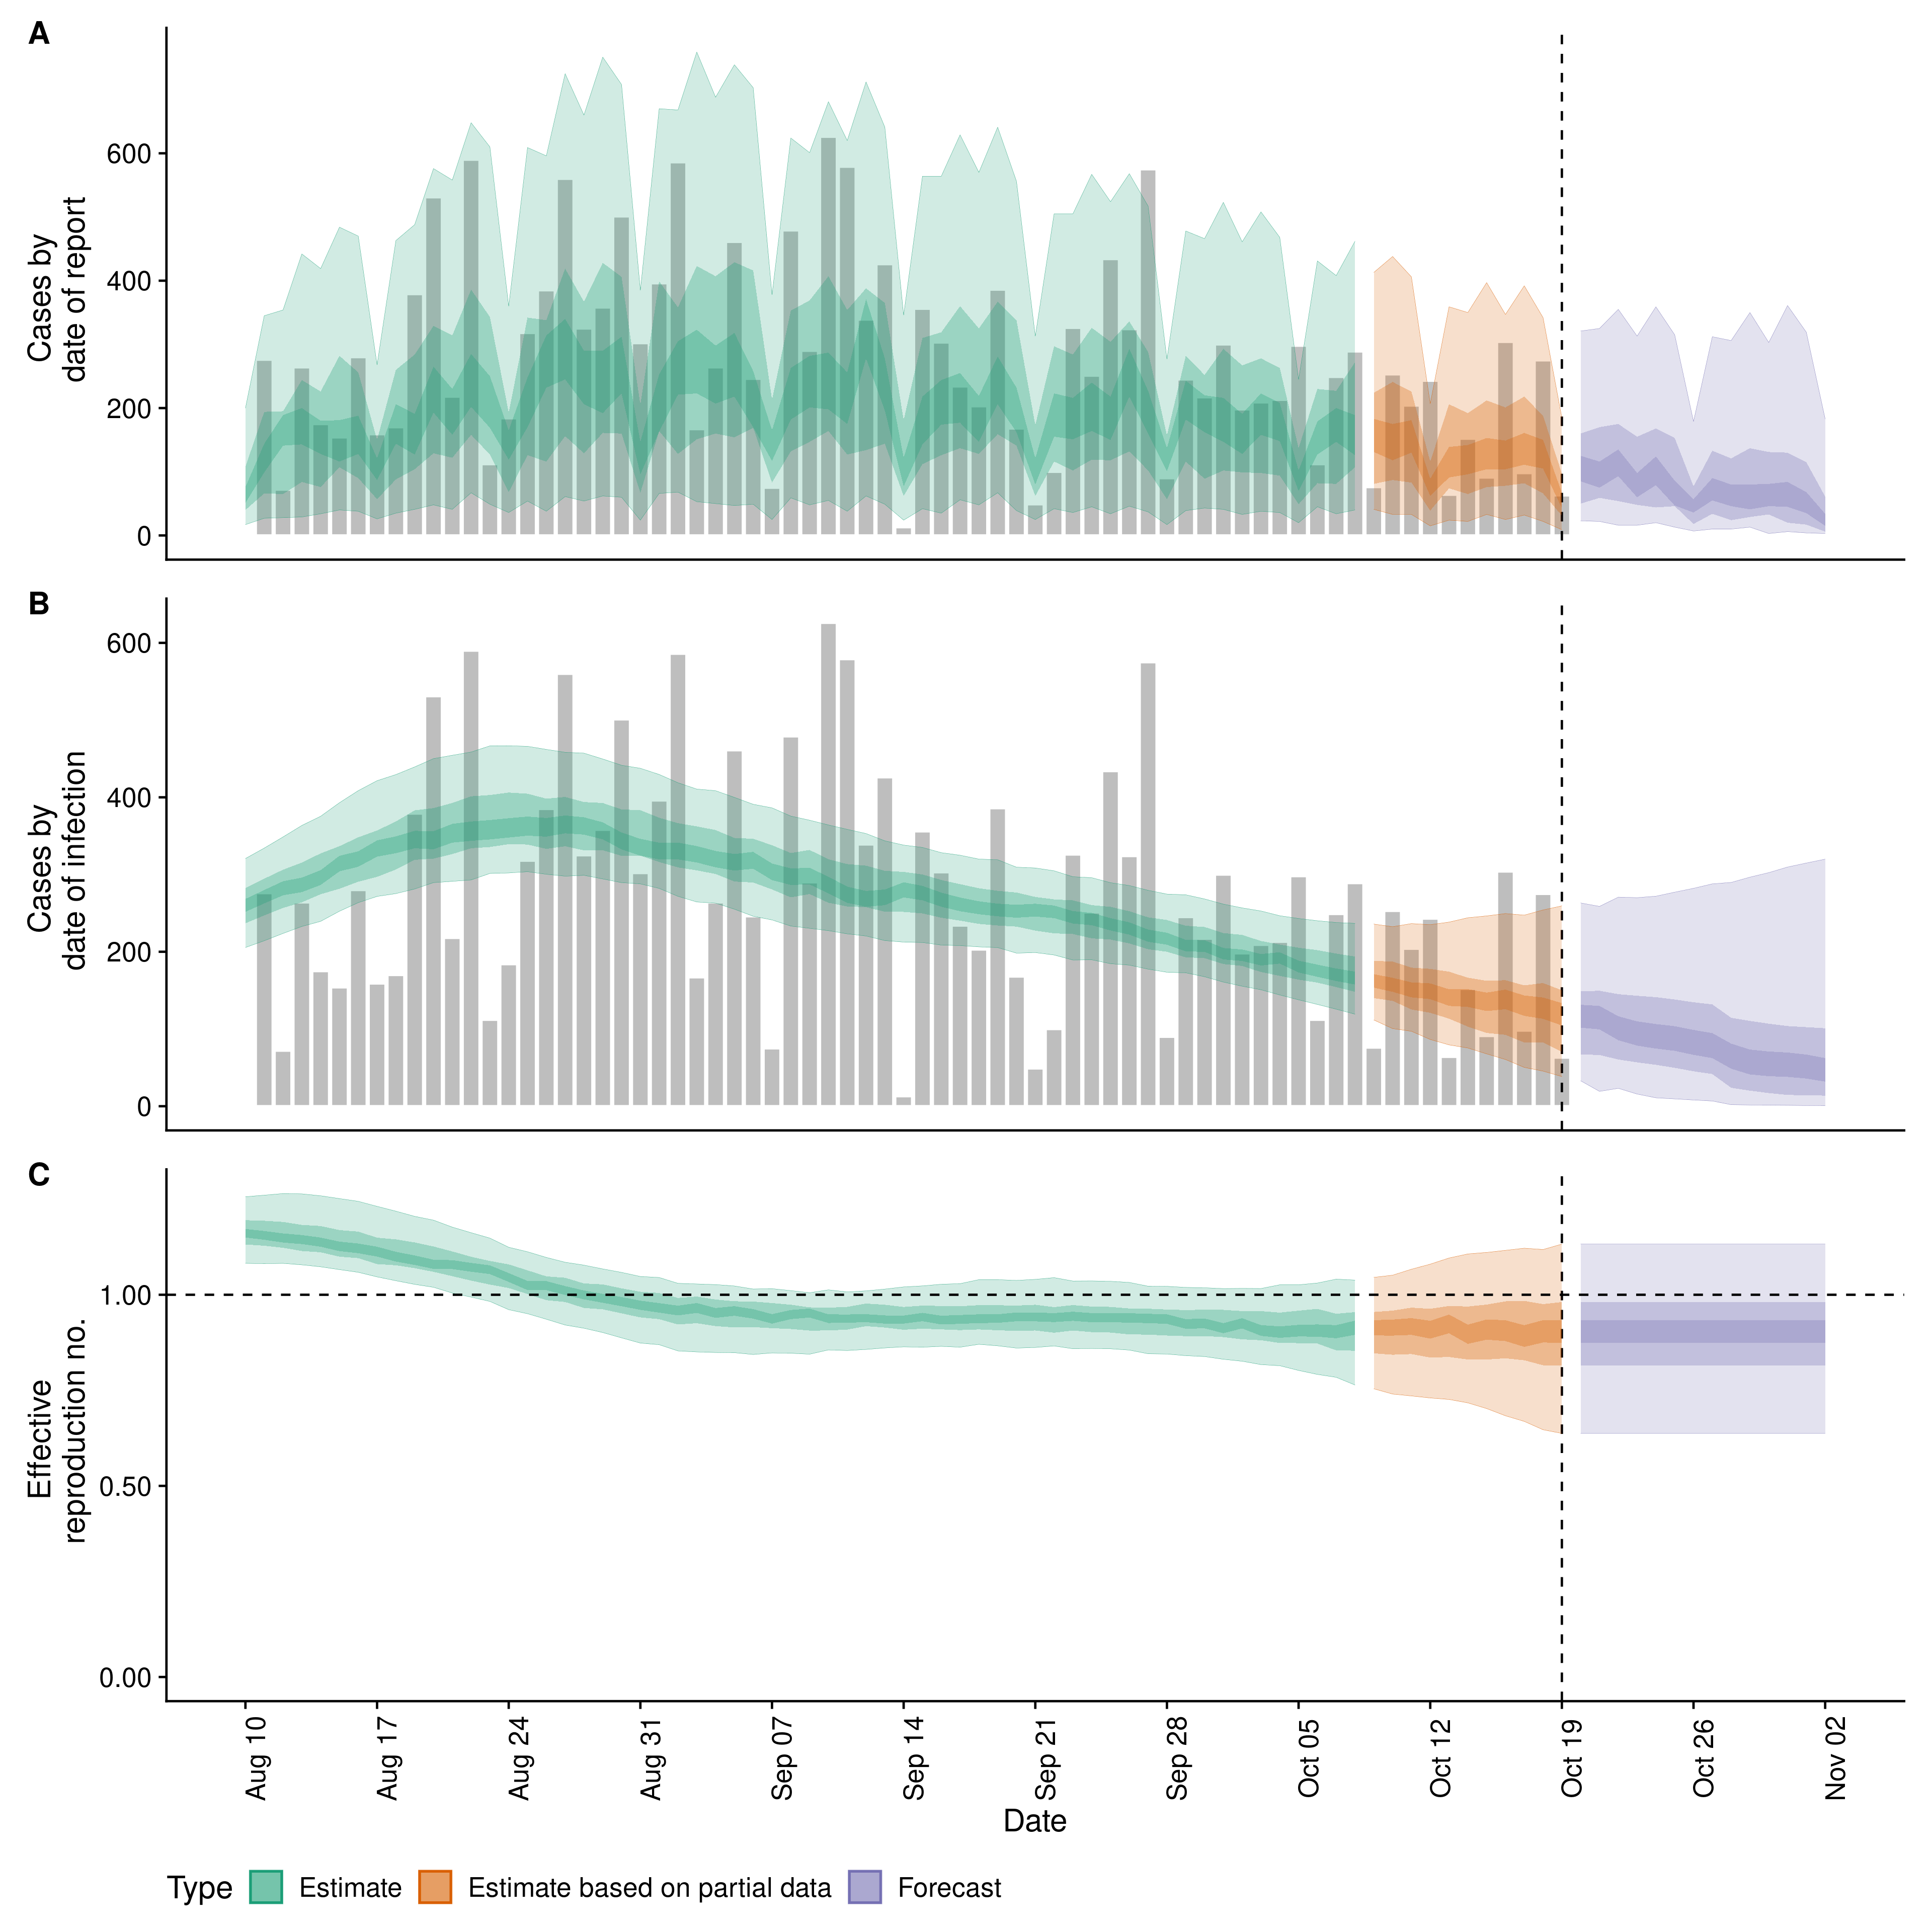 A
Cases by
date of report
600
400
200
0
B
Cases by
date of infection
600
400
200
0
C
Effective
reproduction no.
1.00
0.50
0.00
Aug 10
Aug 17
Aug 24
Aug 31
Sep 07
Sep 14
Sep 21
Sep 28
Oct 05
Oct 12
Oct 19
Oct 26
Nov 02
Date
Type Estimate Estimate based on partial data Forecast